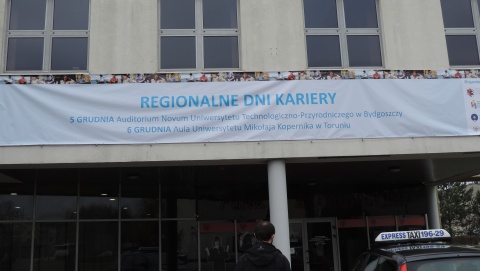 REGIONALNE DNI KARIERY
5 GRUDNIA Auditorium Novum Uniwersytetu Technologiczno-Przyrodniczego w Bydgoszczy
6 GRUDNIA Aula Uniwersytetu Mikołaja Kopernika w Toruniu
EXPRESS TAXI 196-29